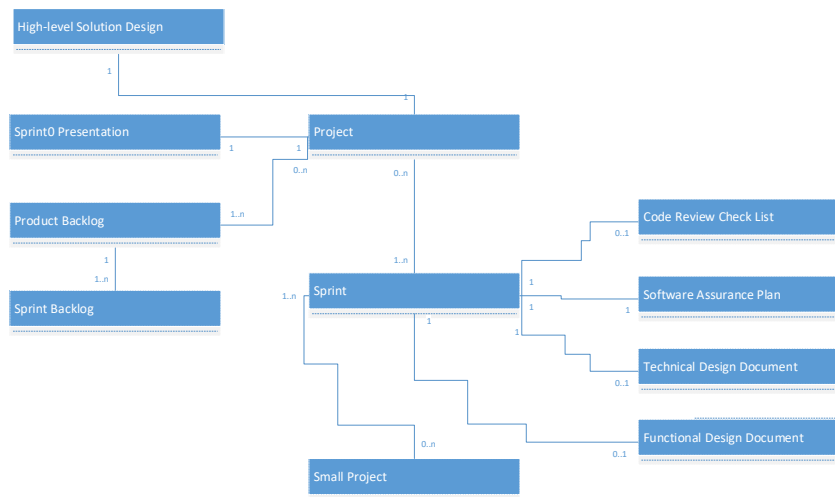 High-level Solution Design
1
1
Sprint0 Presentation
Project
1
1
0..n
0..n
Product Backlog
1..n
Code Review Check List
0..1
1
1..n
1..n
Sprint Backlog
1..n
Sprint
1
1
Software Assurance Plan
1
1
1
Technical Design Document
0..1
Functional Design Document
0..1
0..n
Small Project